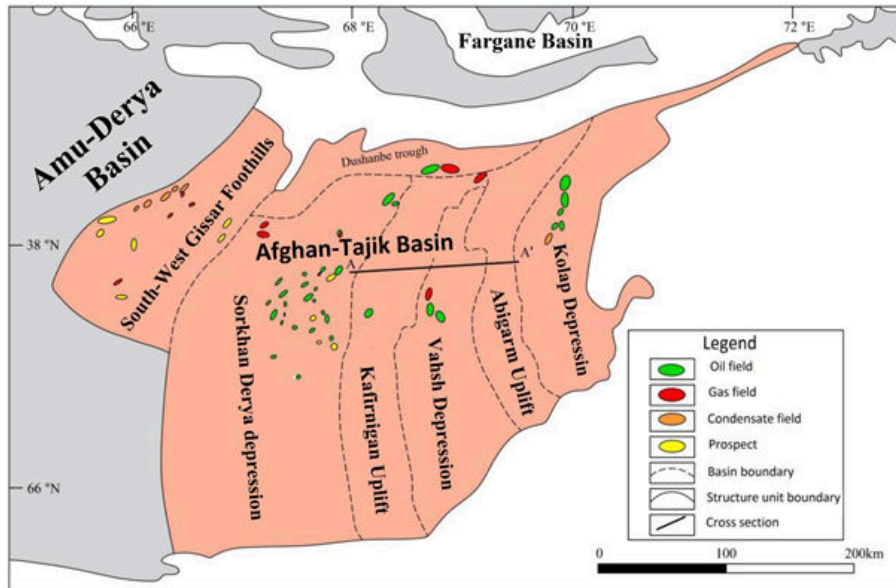 66 °E
68 °E
70 °E
72 °E
Fargane Basin
Amu-Derya
Basin
Dushanbe trough
South-West Gissar Foothills
38 °N
Afghan-Tajik Basin
A
A'
Kolap Depressin
Sorkhan Derya depression
Kafirnigan Uplift
Vahsh Depression
Abigarm Uplift
66 °N
Legend
Oil field
Gas field
Condensate field
Prospect
Basin boundary
Structure unit boundary
Cross section
0
100
200km